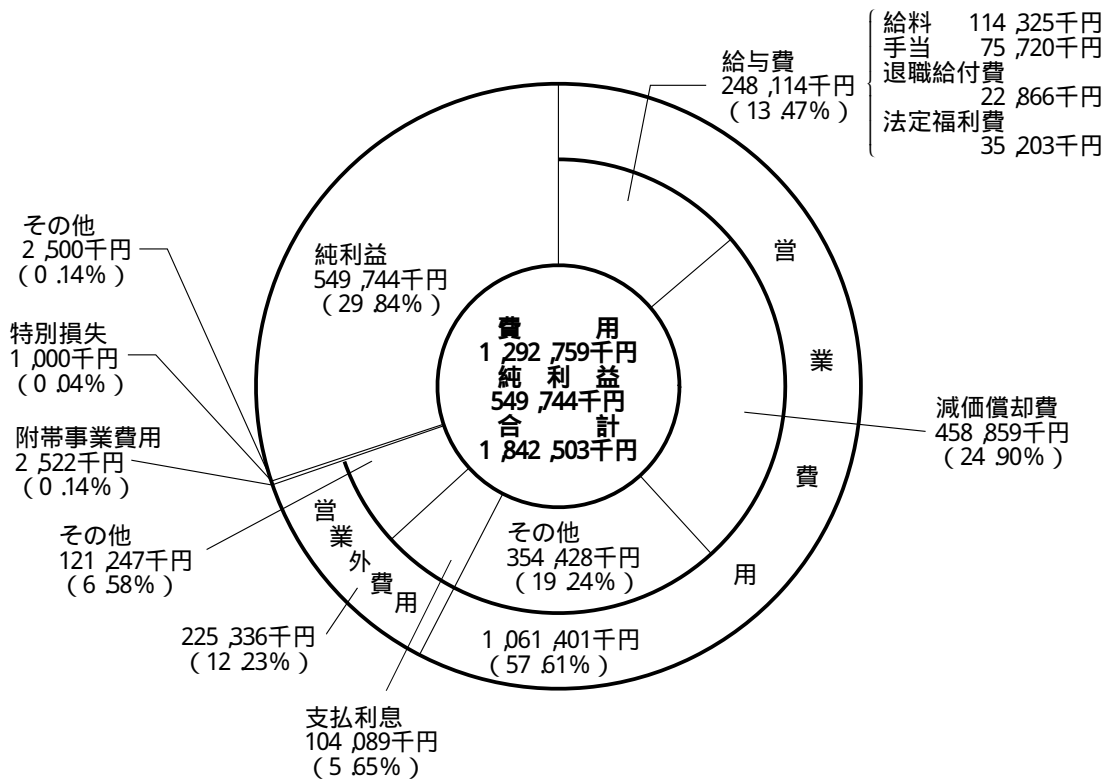 給料 114,325千円
手当 75,720千円
退職給付費
22,866千円
法定福利費
35,203千円
給与費
248,114千円
(13.47%)
その他
2,500千円
(0.14%)
特別損失
1,000千円
(0.04%)
附帯事業費用
2,522千円
(0.14%)
その他
121,247千円
(6.58%)
純利益
549,744千円
(29.84%)
費用
1,292,759千円
純利益
549,744千円
合計
1,842,503千円
営業費用
減価償却費
458,859千円
(24.90%)
その他
354,428千円
(19.24%)
営業外費用
225,336千円
(12.23%)
1,061,401千円
(57.61%)
支払利息
104,089千円
(5.65%)